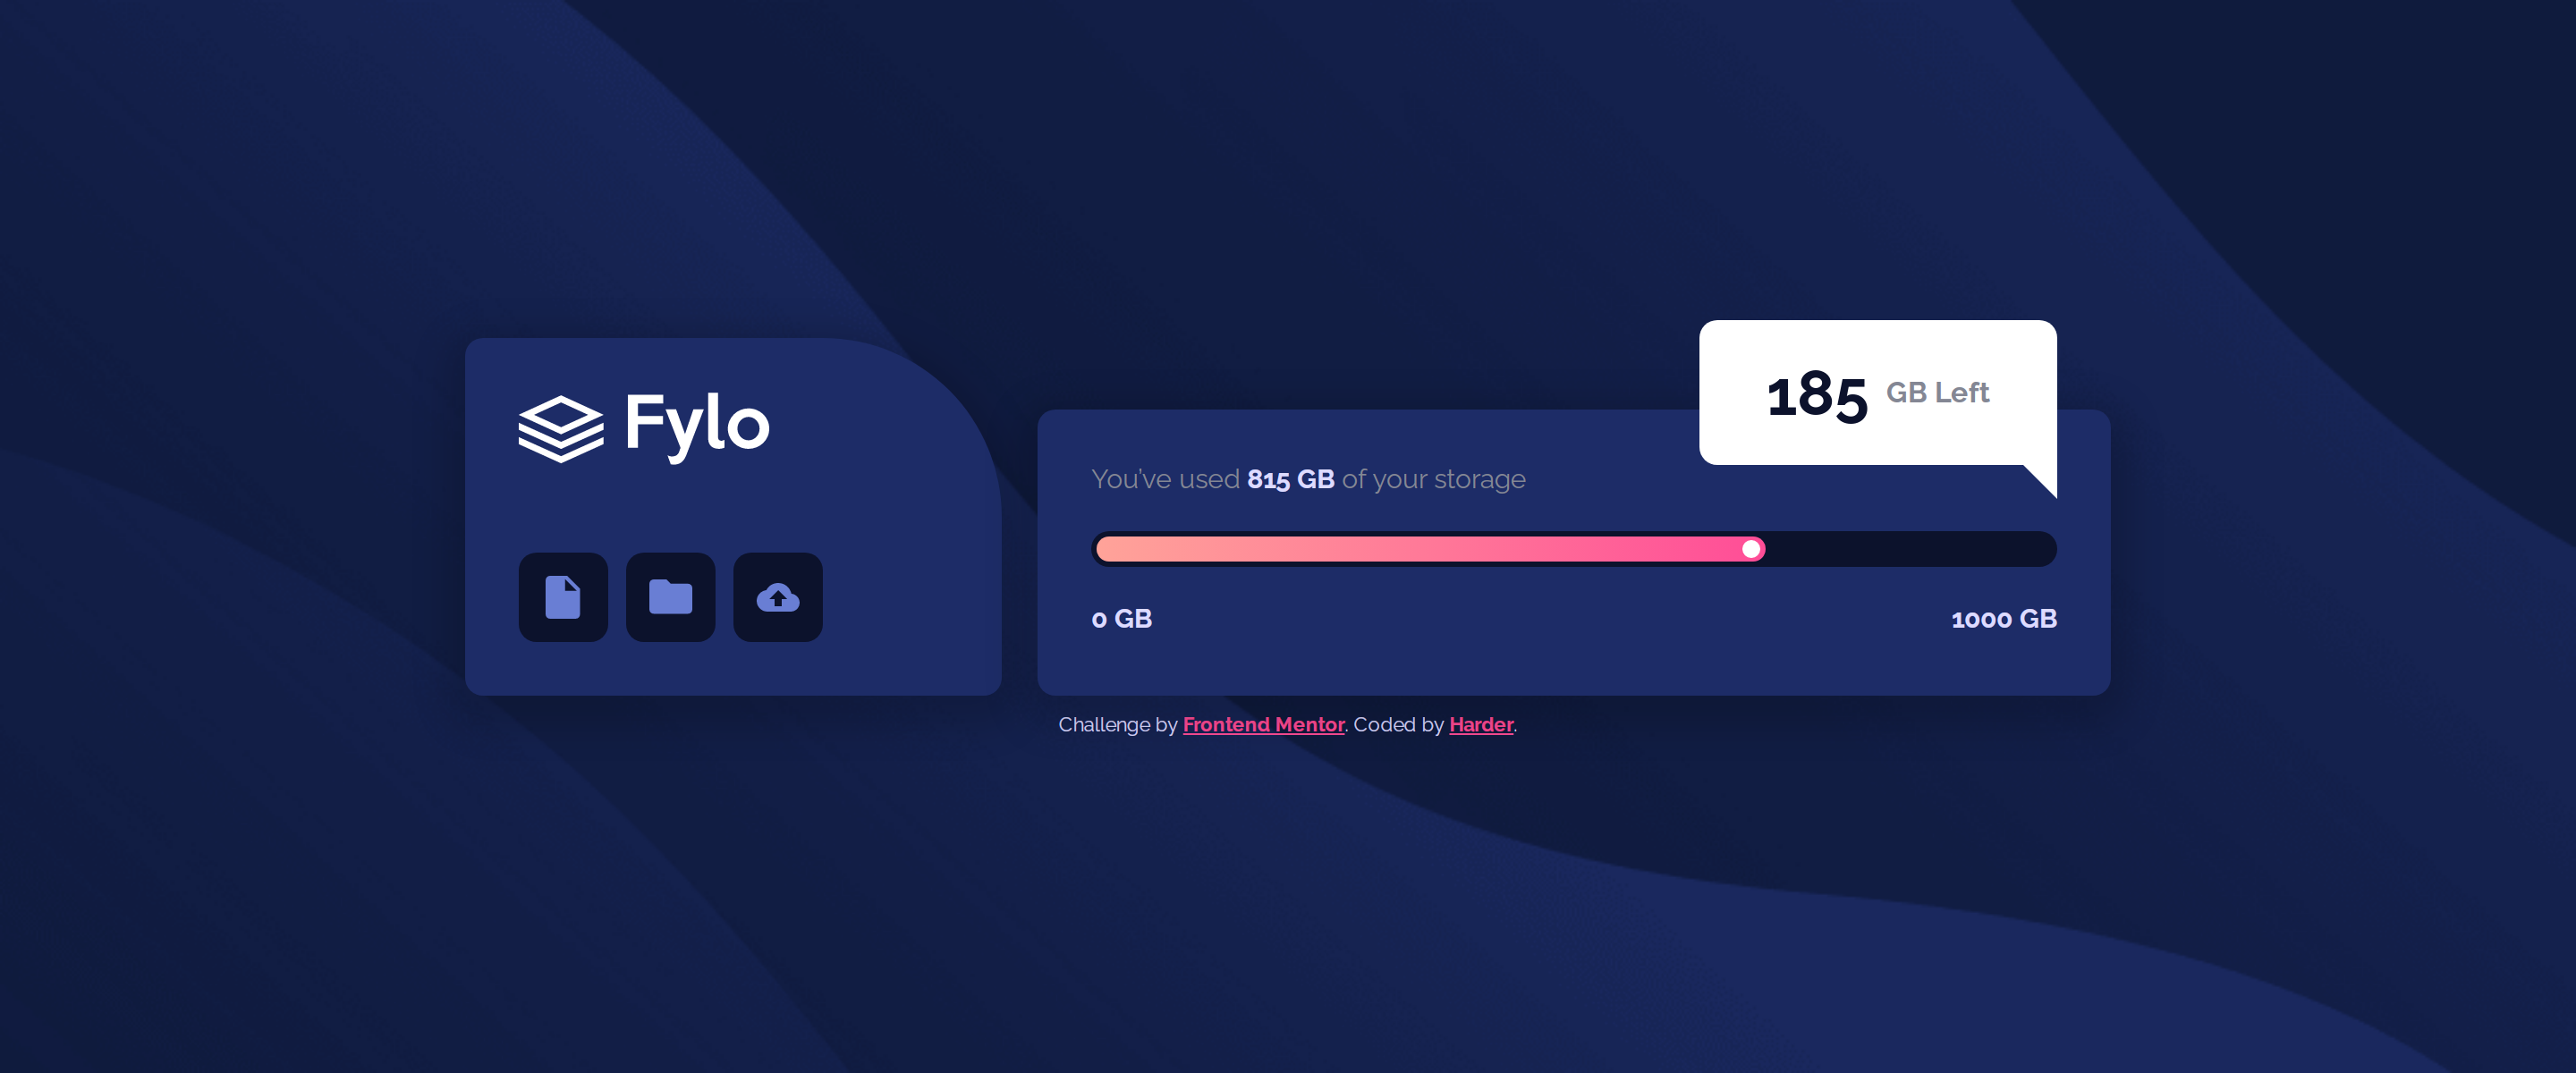 Fylo
185 GB Left
You’ve used 815 GB of your storage
0 GB
1000 GB
Challenge by Frontend Mentor. Coded by Harder.